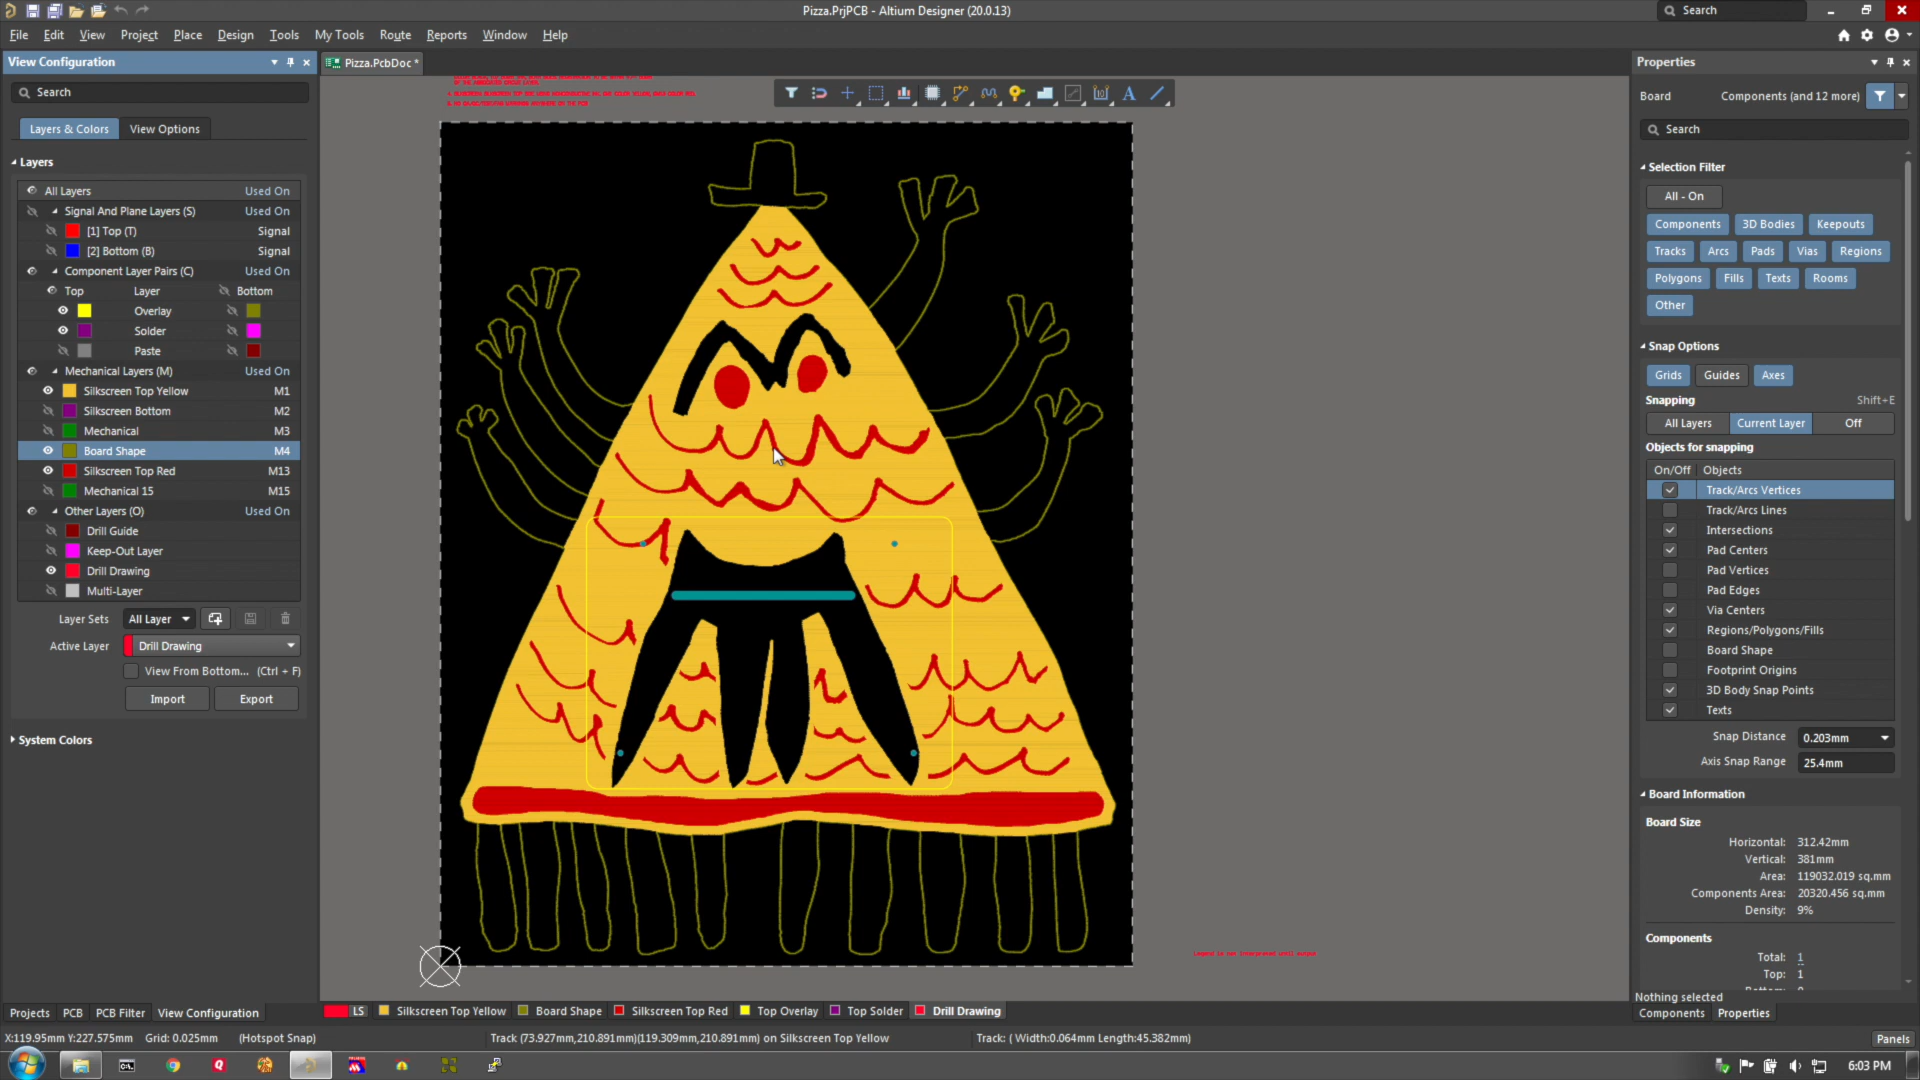 Pizza.PrjPCB - Altium Designer (20.0.13)
Search
File Edit View Project Place Design Tools My Tools Route Reports Window Help
View Configuration
Pizza.PcbDoc *
Properties
Search
Board Components (and 12 more)
Layers & Colors View Options
Search
Layers
Selection Filter
All Layers Used On
All - On
Signal And Plane Layers (S) Used On
[1] Top (T) Signal
Components 3D Bodies Keepouts
[2] Bottom (B) Signal
Tracks Arcs Pads Vias Regions
Component Layer Pairs (C) Used On
Polygons Fills Texts Rooms
Top Layer Bottom
Other
Overlay
Solder
Paste
Snap Options
Mechanical Layers (M) Used On
Grids Guides Axes
Silkscreen Top Yellow M1
Snapping Shift+E
Silkscreen Bottom M2
All Layers Current Layer Off
Mechanical M3
Objects for snapping
Board Shape M4
On/Off Objects
Silkscreen Top Red M13
Track/Arcs Vertices
Mechanical 15 M15
Track/Arcs Lines
Other Layers (O) Used On
Intersections
Drill Guide
Pad Centers
Keep-Out Layer
Pad Vertices
Drill Drawing
Pad Edges
Multi-Layer
Via Centers
Layer Sets All Layer
Regions/Polygons/Fills
Active Layer Drill Drawing
Board Shape
View From Bottom... (Ctrl + F)
Footprint Origins
Import Export
3D Body Snap Points
Texts
System Colors
Snap Distance 0.203mm
Axis Snap Range 25.4mm
Board Information
Board Size
Horizontal: 312.42mm
Vertical: 381mm
Area: 119032.019 sq.mm
Components Area: 20320.456 sq.mm
Density: 9%
Components
Total: 1
Top: 1
Legend is not interpreted until output
Nothing selected
Projects PCB PCB Filter View Configuration
LS Silkscreen Top Yellow Board Shape Silkscreen Top Red Top Overlay Top Solder Drill Drawing
Components Properties
X:119.95mm Y:227.575mm Grid: 0.025mm (Hotspot Snap)
Track (73.927mm,210.891mm)(119.309mm,210.891mm) on Silkscreen Top Yellow
Track: ( Width:0.064mm Length:45.382mm)
Panels
6:03 PM